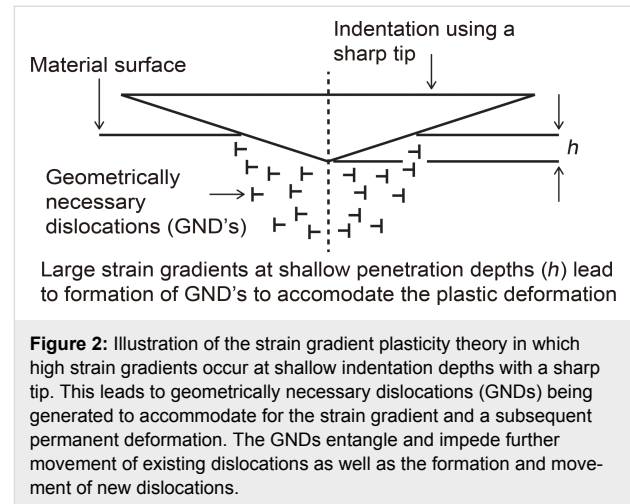 Indentation using a
sharp tip
Material surface
h
Geometrically
necessary
dislocations (GND's)
Large strain gradients at shallow penetration depths (h) lead
to formation of GND's to accomodate the plastic deformation
Figure 2: Illustration of the strain gradient plasticity theory in which
high strain gradients occur at shallow indentation depths with a sharp
tip. This leads to geometrically necessary dislocations (GNDs) being
generated to accommodate for the strain gradient and a subsequent
permanent deformation. The GNDs entangle and impede further
movement of existing dislocations as well as the formation and move-
ment of new dislocations.